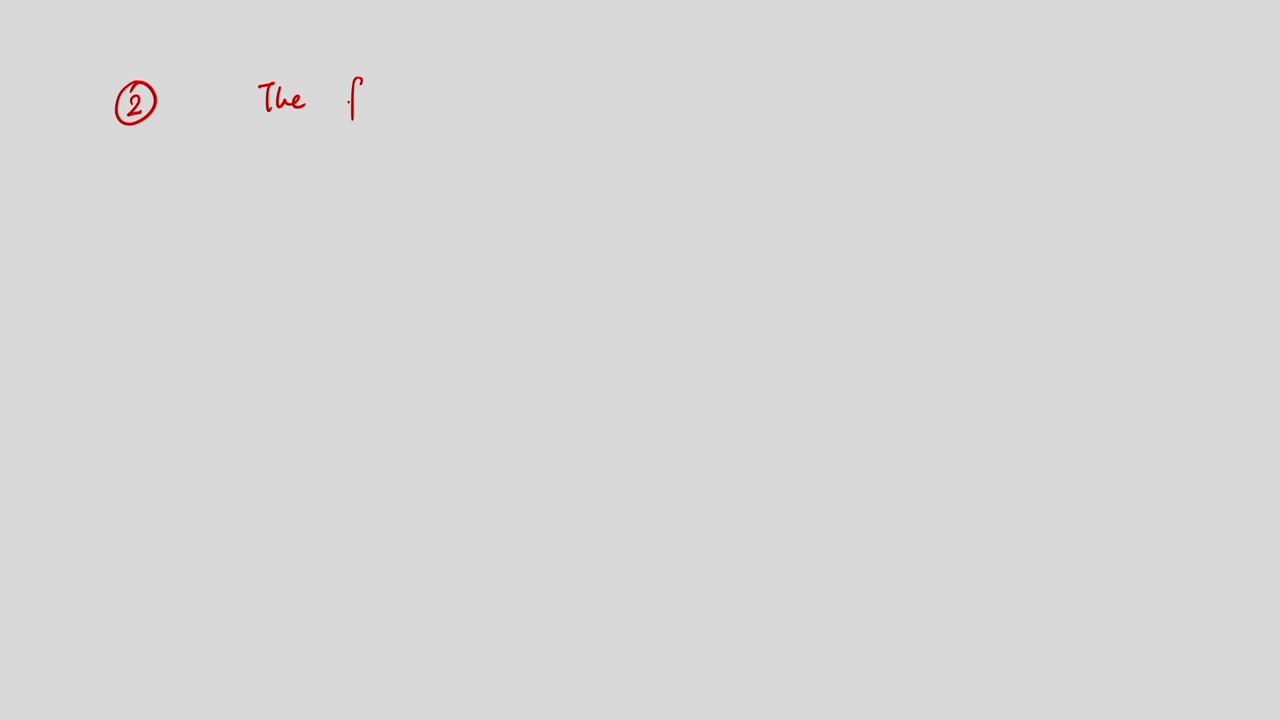 ② The f